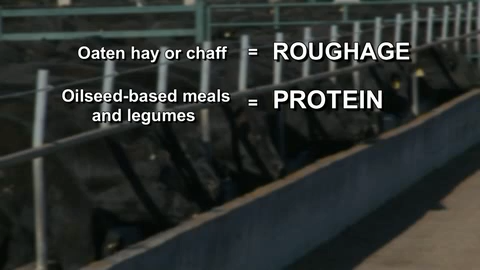 Oaten hay or chaff = ROUGHAGE
Oilseed-based meals
and legumes = PROTEIN